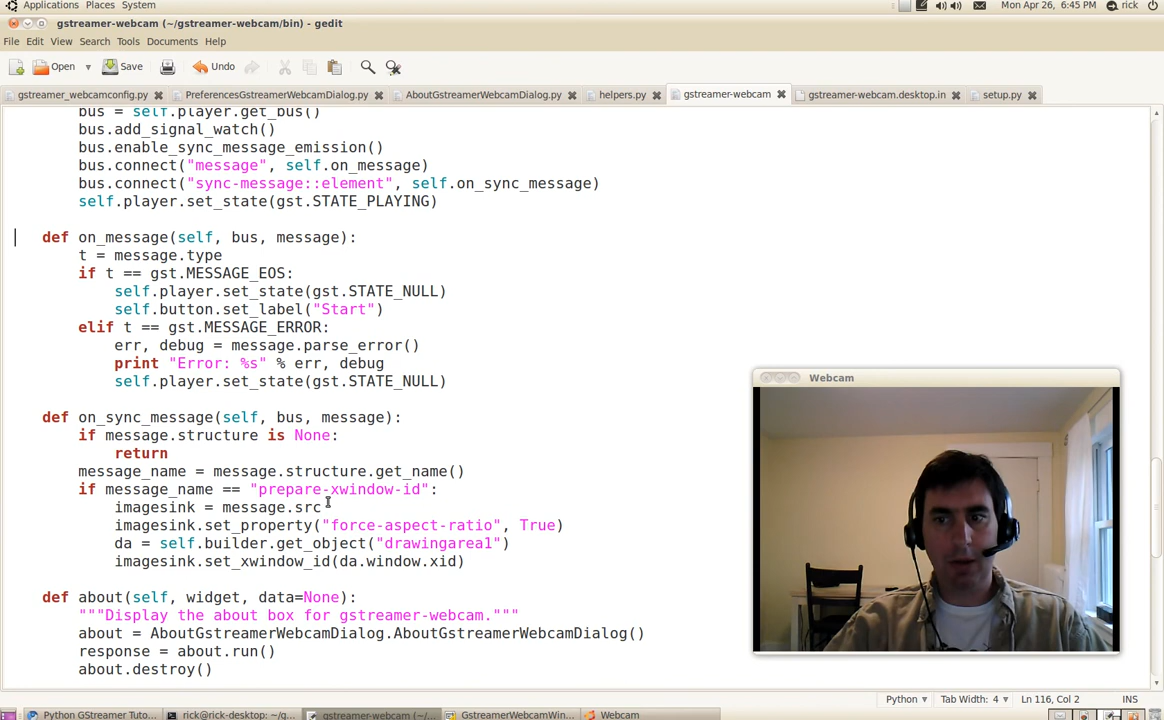 Applications Places System Mon Apr 26, 6:45 PM rick
gstreamer-webcam (~/gstreamer-webcam/bin) - gedit
File Edit View Search Tools Documents Help
Open Save Undo
gstreamer_webcamconfig.py PreferencesGstreamerWebcamDialog.py AboutGstreamerWebcamDialog.py helpers.py gstreamer-webcam gstreamer-webcam.desktop.in setup.py
bus = self.player.get_bus()
bus.add_signal_watch()
bus.enable_sync_message_emission()
bus.connect("message", self.on_message)
bus.connect("sync-message::element", self.on_sync_message)
self.player.set_state(gst.STATE_PLAYING)
def on_message(self, bus, message):
t = message.type
if t == gst.MESSAGE_EOS:
self.player.set_state(gst.STATE_NULL)
self.button.set_label("Start")
elif t == gst.MESSAGE_ERROR:
err, debug = message.parse_error()
print "Error: %s" % err, debug
self.player.set_state(gst.STATE_NULL)
def on_sync_message(self, bus, message):
if message.structure is None:
return
message_name = message.structure.get_name()
if message_name == "prepare-xwindow-id":
imagesink = message.src
imagesink.set_property("force-aspect-ratio", True)
da = self.builder.get_object("drawingarea1")
imagesink.set_xwindow_id(da.window.xid)
def about(self, widget, data=None):
"""Display the about box for gstreamer-webcam."""
about = AboutGstreamerWebcamDialog.AboutGstreamerWebcamDialog()
response = about.run()
about.destroy()
Webcam
Python Tab Width: 4 Ln 116, Col 2 INS
Python GStreamer Tuto... rick@rick-desktop: ~/g... gstreamer-webcam (~/... GstreamerWebcamWin... Webcam